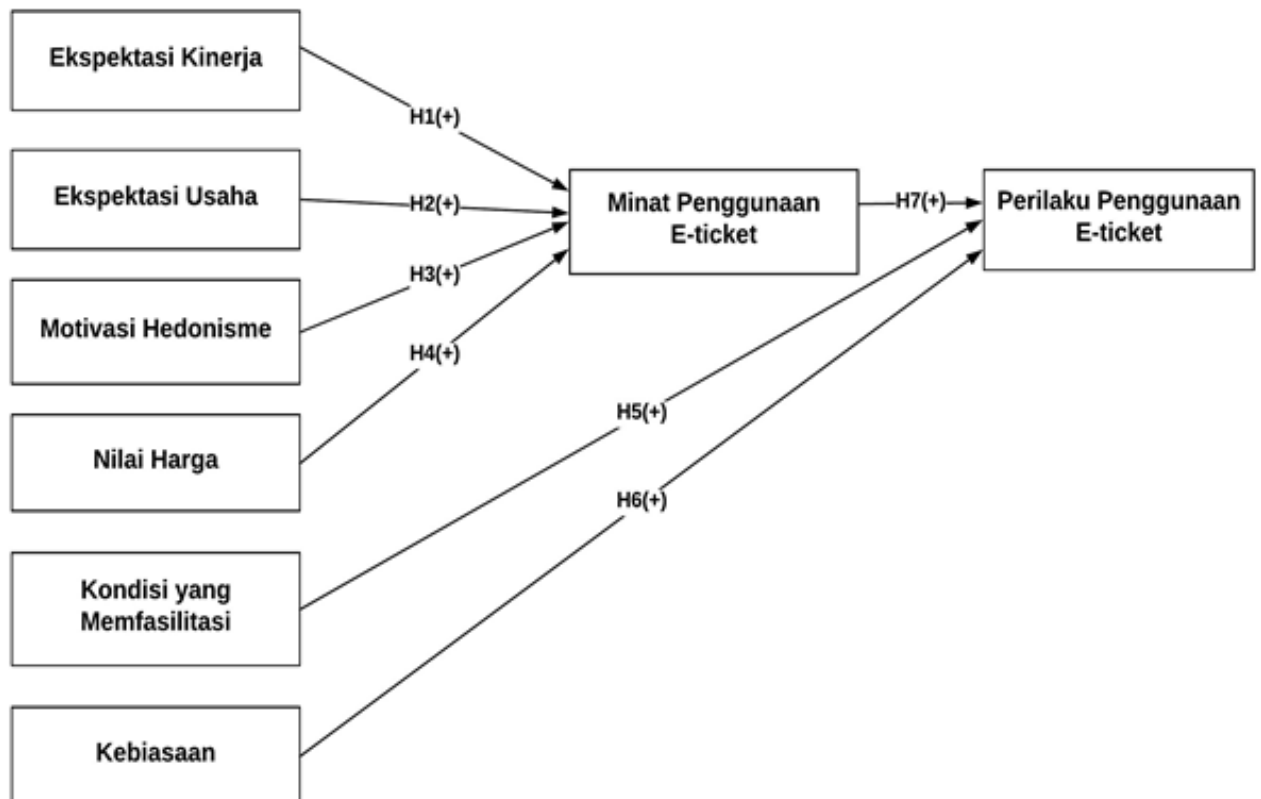 Ekspektasi Kinerja
H1(+)
Ekspektasi Usaha
H2(+)
Minat Penggunaan
E-ticket
H7(+)
Perilaku Penggunaan
E-ticket
Motivasi Hedonisme
H3(+)
H4(+)
Nilai Harga
H5(+)
H6(+)
Kondisi yang
Memfasilitasi
Kebiasaan